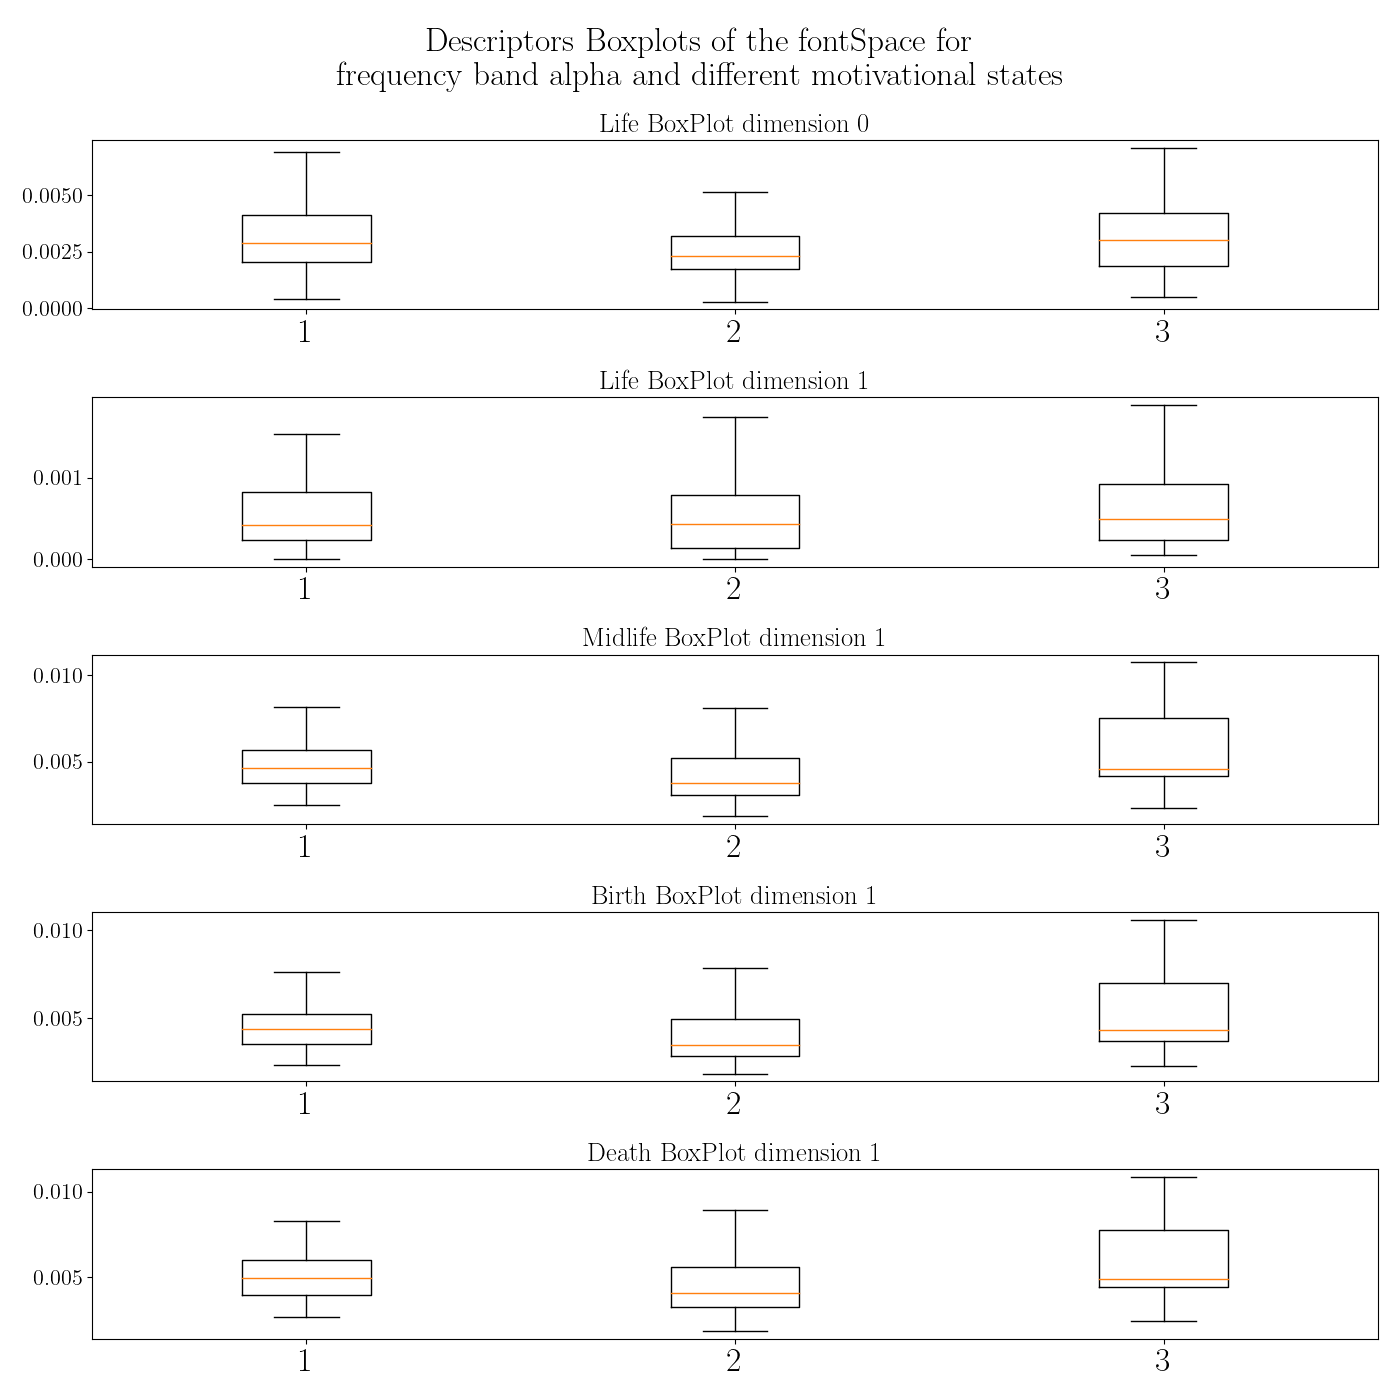 Descriptors Boxplots of the fontSpace for
frequency band alpha and different motivational states
Life BoxPlot dimension 0
0.0050
0.0025
0.0000
1 2 3
Life BoxPlot dimension 1
0.001
0.000
1 2 3
Midlife BoxPlot dimension 1
0.010
0.005
1 2 3
Birth BoxPlot dimension 1
0.010
0.005
1 2 3
Death BoxPlot dimension 1
0.010
0.005
1 2 3